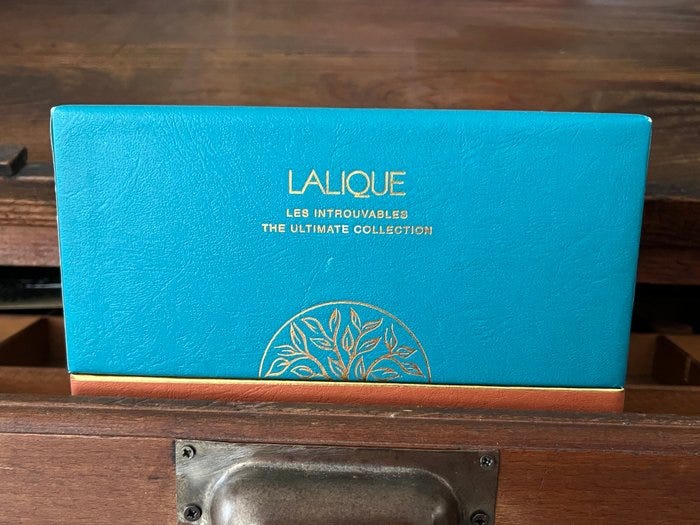 LALIQUE
LES INTROUVABLES
THE ULTIMATE COLLECTION